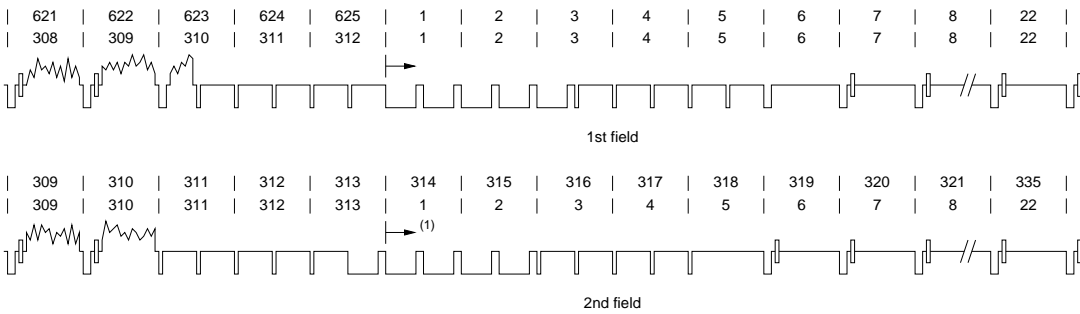 621 622 623 624 625 1 2 3 4 5 6 7 8 22
308 309 310 311 312 1 2 3 4 5 6 7 8 22
1st field
309 310 311 312 313 314 315 316 317 318 319 320 321 335
309 310 311 312 313 1 2 3 4 5 6 7 8 22
(1)
2nd field